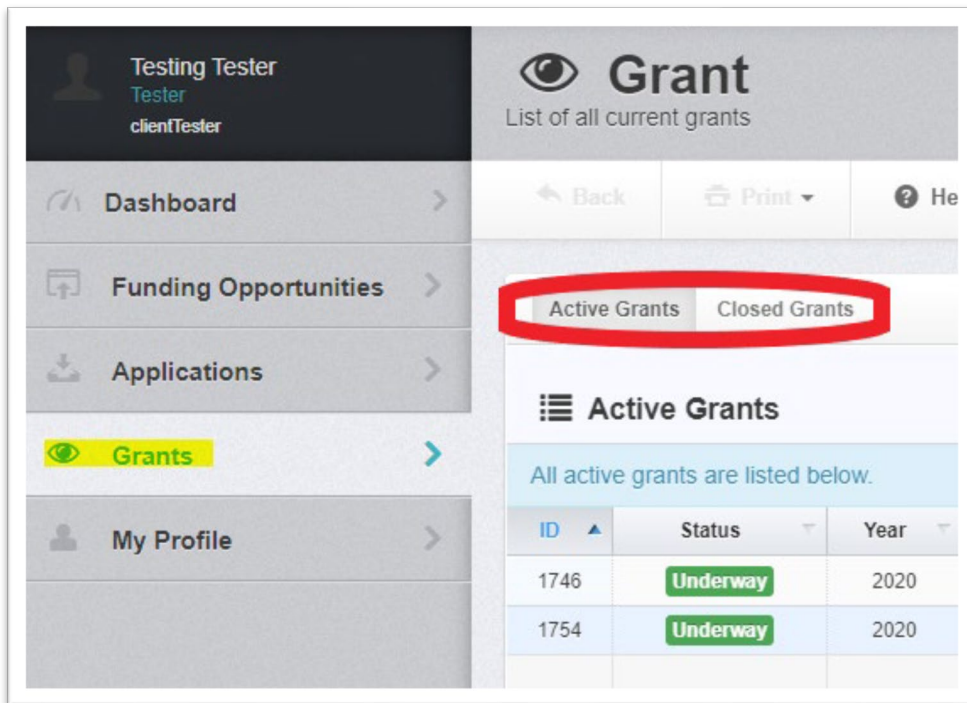 Testing Tester
Tester
clientTester
Dashboard
Funding Opportunities
Applications
Grants
My Profile
Grant
List of all current grants
Back Print He
Active Grants Closed Grants
Active Grants
All active grants are listed below.
ID Status Year
1746 Underway 2020
1754 Underway 2020